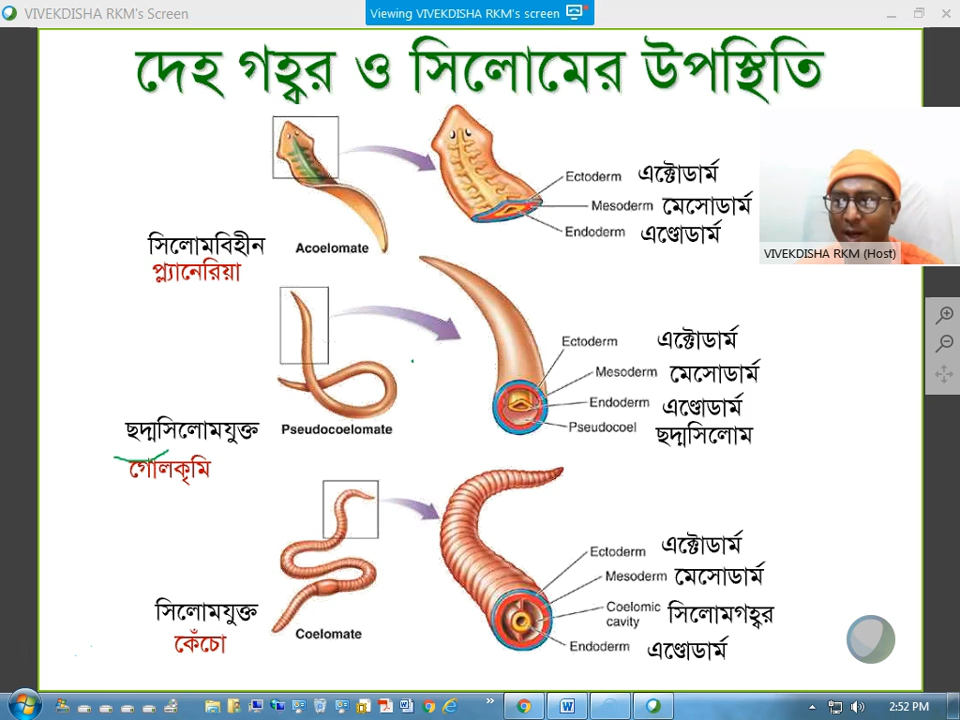 VIVEKDISHA RKM's Screen
Viewing VIVEKDISHA RKM's screen
দেহ গহ্বর ও সিলোমের উপস্থিতি
Ectoderm এক্টোডার্ম
Mesoderm মেসোডার্ম
Endoderm এণ্ডোডার্ম
সিলোমবিহীন
Acoelomate
প্ল্যানেরিয়া
VIVEKDISHA RKM (Host)
Ectoderm এক্টোডার্ম
Mesoderm মেসোডার্ম
Endoderm এণ্ডোডার্ম
Pseudocoel ছদ্মসিলোম
ছদ্মসিলোমযুক্ত
Pseudocoelomate
গোলকৃমি
Ectoderm এক্টোডার্ম
Mesoderm মেসোডার্ম
Coelomic
cavity সিলোমগহ্বর
Endoderm এণ্ডোডার্ম
সিলোমযুক্ত
Coelomate
কেঁচো
2:52 PM